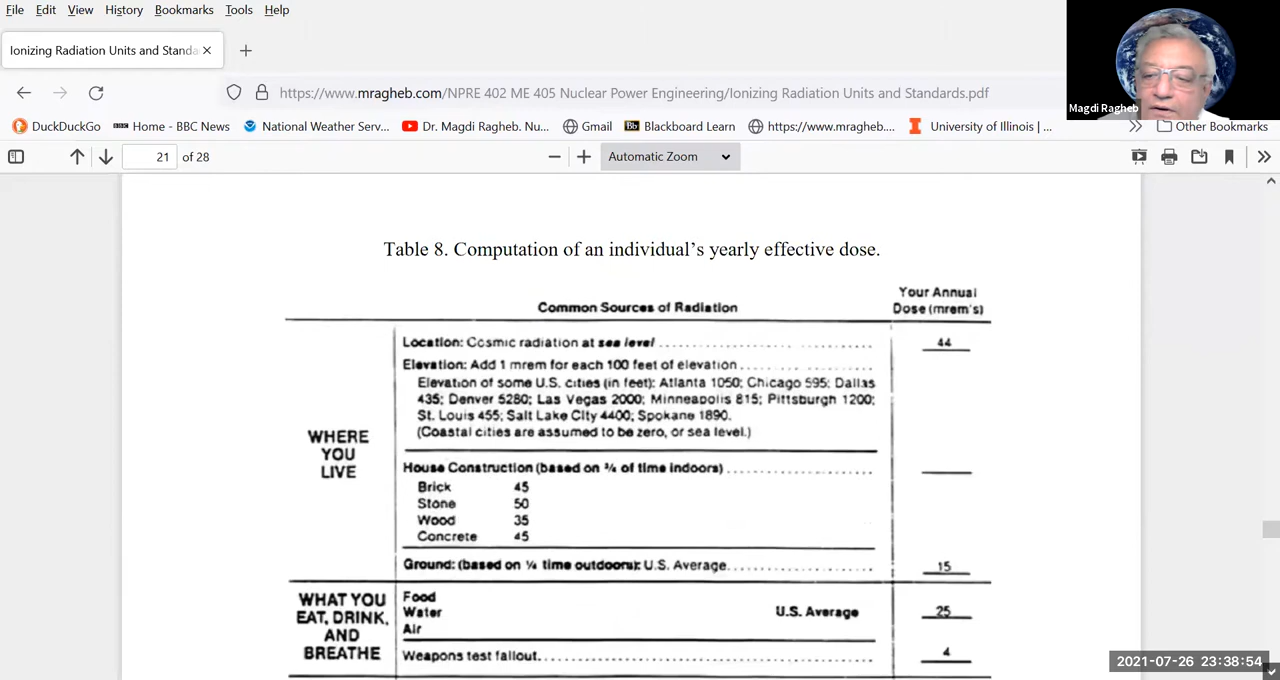 File Edit View History Bookmarks Tools Help
Ionizing Radiation Units and Standa
https://www.mragheb.com/NPRE 402 ME 405 Nuclear Power Engineering/Ionizing Radiation Units and Standards.pdf
Magdi Ragheb
DuckDuckGo BBC Home - BBC News National Weather Serv... Dr. Magdi Ragheb. Nu... Gmail Bb Blackboard Learn https://www.mragheb.... I University of Illinois | ... Other Bookmarks
21 of 28 Automatic Zoom
Table 8. Computation of an individual's yearly effective dose.
Common Sources of Radiation Your Annual
Dose (mrem's)
WHERE
YOU
LIVE
Location: Cosmic radiation at sea level 44
Elevation: Add 1 mrem for each 100 feet of elevation
Elevation of some U.S. cities (in feet): Atlanta 1050; Chicago 595; Dallas
435; Denver 5280; Las Vegas 2000; Minneapolis 815; Pittsburgh 1200;
St. Louis 455; Salt Lake City 4400; Spokane 1890.
(Coastal cities are assumed to be zero, or sea level.)
House Construction (based on ¾ of time indoors)
Brick 45
Stone 50
Wood 35
Concrete 45
Ground: (based on ¼ time outdoors): U.S. Average 15
WHAT YOU
EAT, DRINK,
AND
BREATHE
Food
Water U.S. Average 25
Air
Weapons test fallout 4
2021-07-26 23:38:54